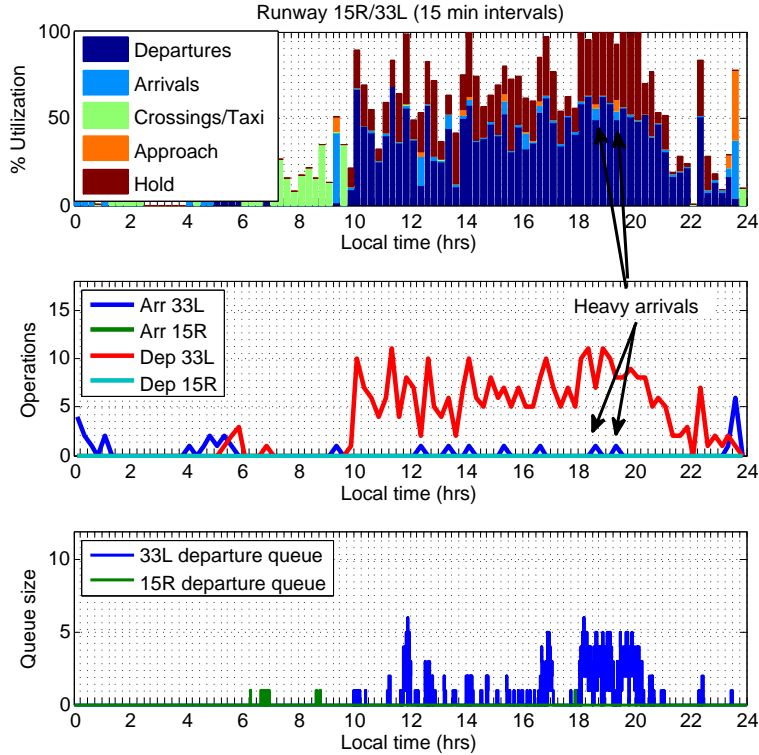 Runway 15R/33L (15 min intervals)
% Utilization
100
50
0
Departures
Arrivals
Crossings/Taxi
Approach
Hold
0 2 4 6 8 10 12 14 16 18 20 22 24
Local time (hrs)
Operations
15
10
5
0
Arr 33L
Arr 15R
Dep 33L
Dep 15R
Heavy arrivals
0 2 4 6 8 10 12 14 16 18 20 22 24
Local time (hrs)
Queue size
10
5
0
33L departure queue
15R departure queue
0 2 4 6 8 10 12 14 16 18 20 22 24
Local time (hrs)